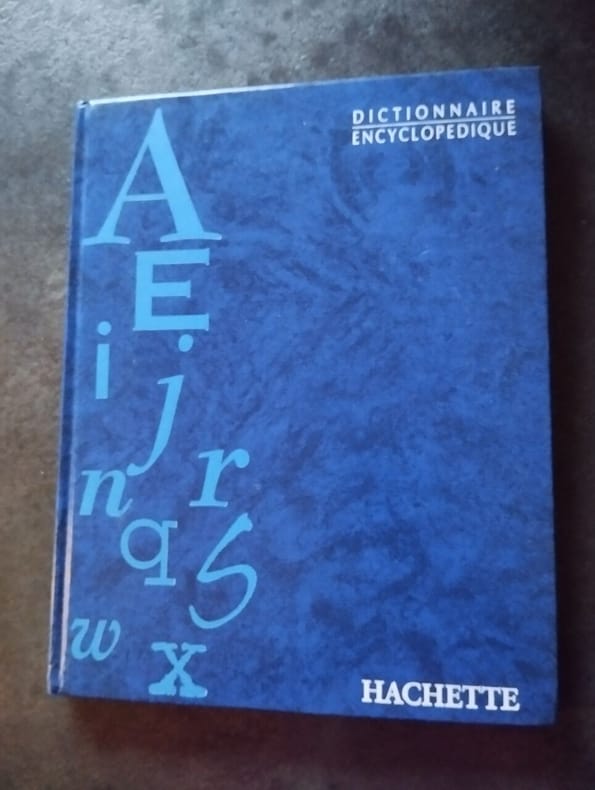 DICTIONNAIRE
ENCYCLOPEDIQUE
A
E
i
j
n
r
q
S
w
x
HACHETTE